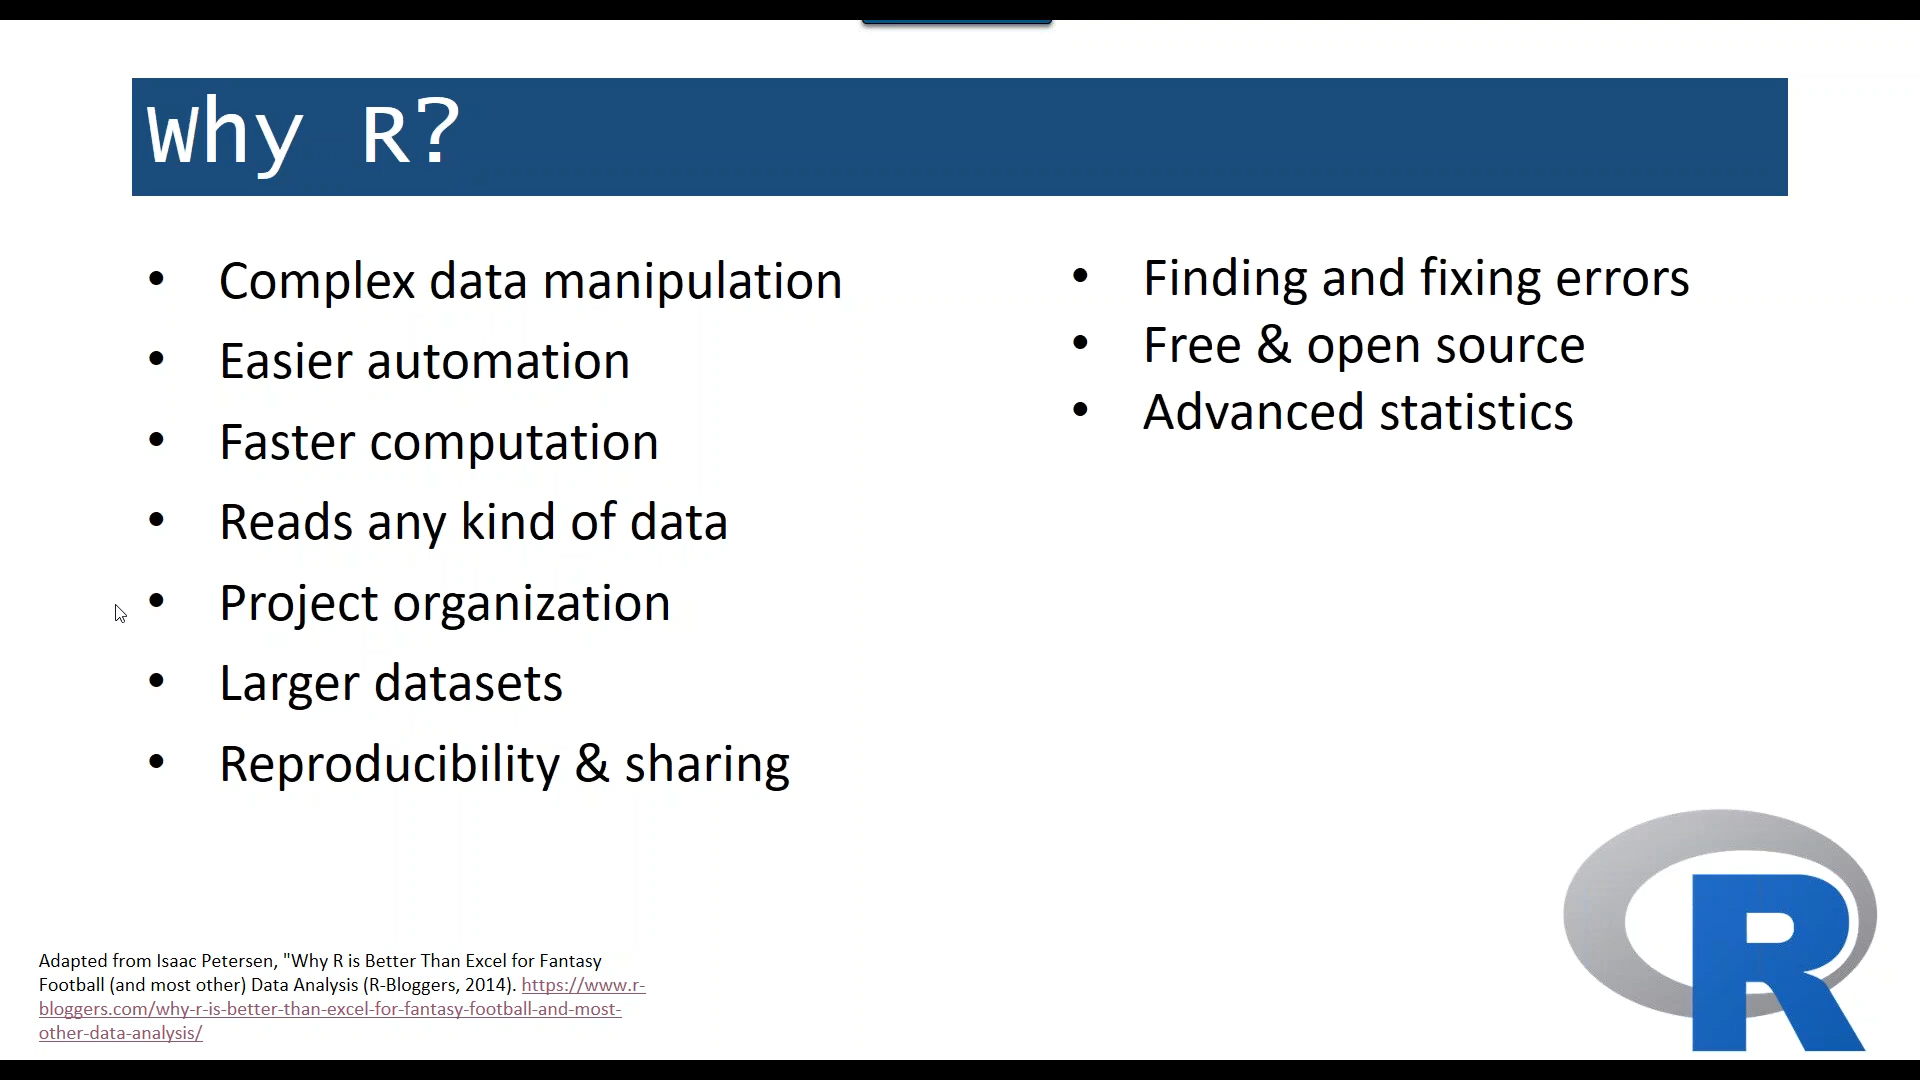 Why R?
• Complex data manipulation
• Easier automation
• Faster computation
• Reads any kind of data
• Project organization
• Larger datasets
• Reproducibility & sharing
• Finding and fixing errors
• Free & open source
• Advanced statistics
Adapted from Isaac Petersen, "Why R is Better Than Excel for Fantasy
Football (and most other) Data Analysis (R-Bloggers, 2014). https://www.r-
bloggers.com/why-r-is-better-than-excel-for-fantasy-football-and-most-
other-data-analysis/
R